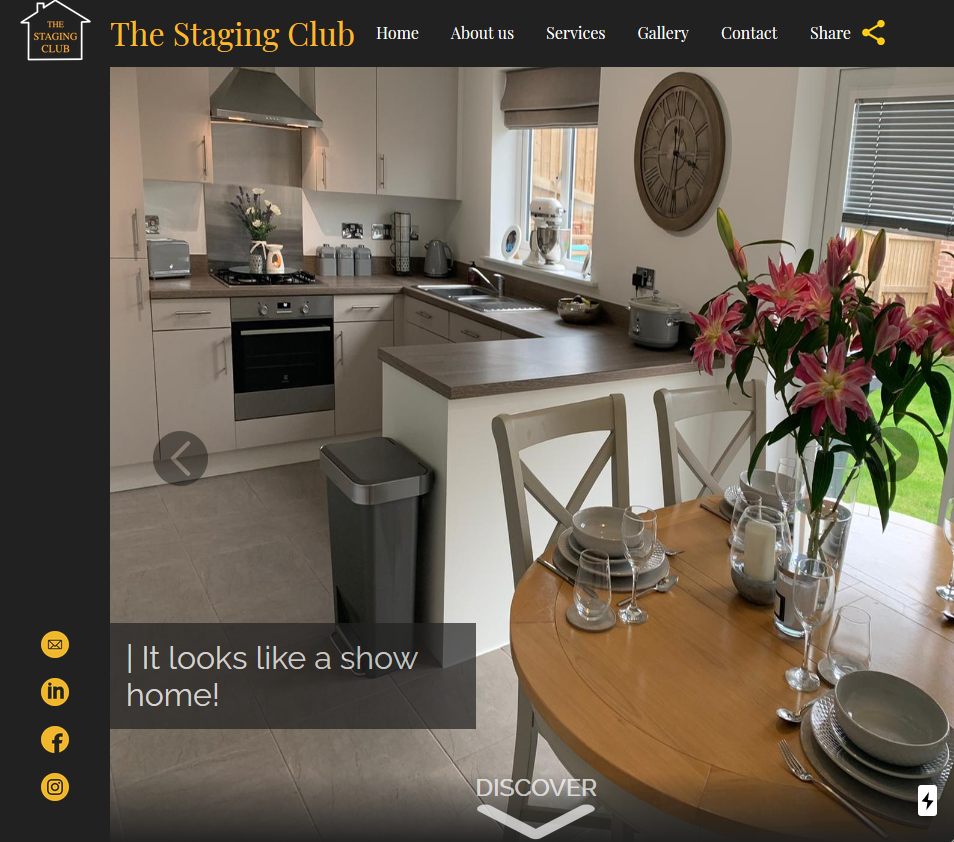 THE
STAGING
CLUB
The Staging Club
Home
About us
Services
Gallery
Contact
Share
| It looks like a show
home!
DISCOVER